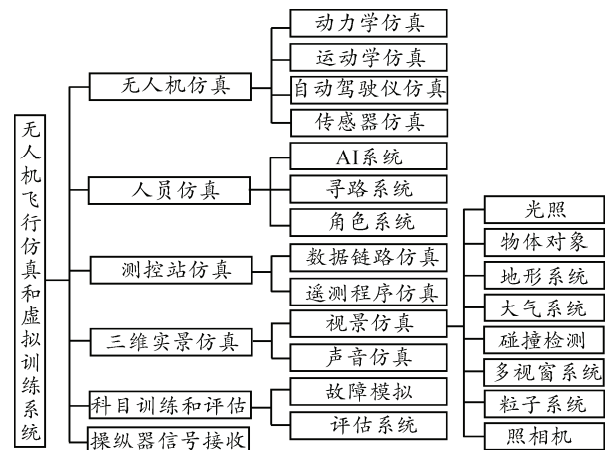 无人机飞行仿真和虚拟训练系统
无人机仿真
动力学仿真
运动学仿真
自动驾驶仪仿真
传感器仿真
人员仿真
AI系统
寻路系统
角色系统
测控站仿真
数据链路仿真
遥测程序仿真
三维实景仿真
视景仿真
光照
物体对象
地形系统
大气系统
碰撞检测
多视窗系统
粒子系统
照相机
声音仿真
科目训练和评估
故障模拟
评估系统
操纵器信号接收